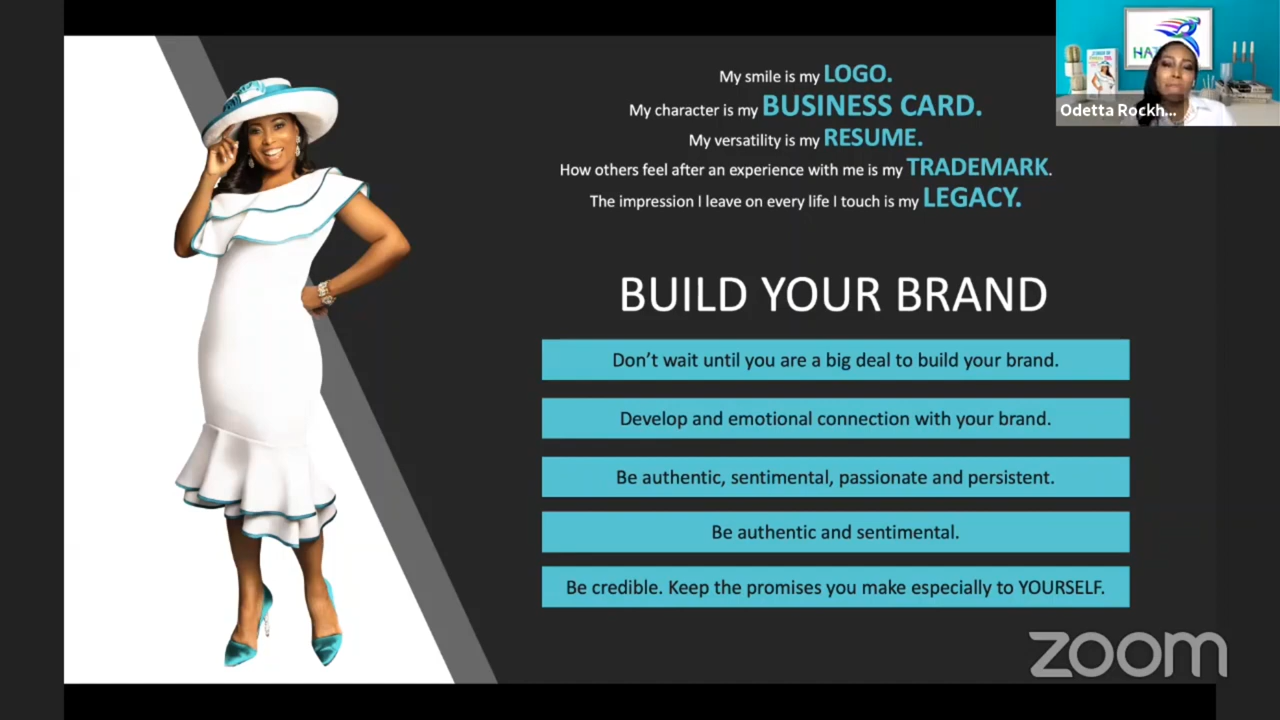 My smile is my LOGO.
My character is my BUSINESS CARD.
My versatility is my RESUME.
How others feel after an experience with me is my TRADEMARK.
The impression I leave on every life I touch is my LEGACY.
HAT
Odetta Rockh...
BUILD YOUR BRAND
Don't wait until you are a big deal to build your brand.
Develop and emotional connection with your brand.
Be authentic, sentimental, passionate and persistent.
Be authentic and sentimental.
Be credible. Keep the promises you make especially to YOURSELF.
zoom